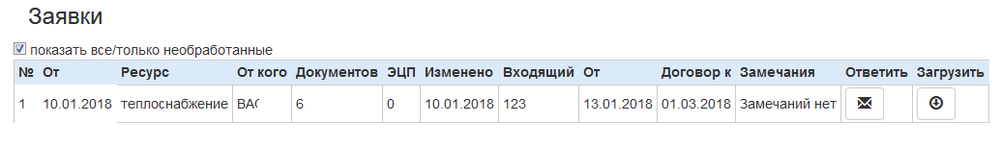 Заявки
показать все/только необработанные
№ От Ресурс От кого Документов ЭЦП Изменено Входящий От Договор к Замечания Ответить Загрузить
1 10.01.2018 теплоснабжение 6 0 10.01.2018 123 13.01.2018 01.03.2018 Замечаний нет